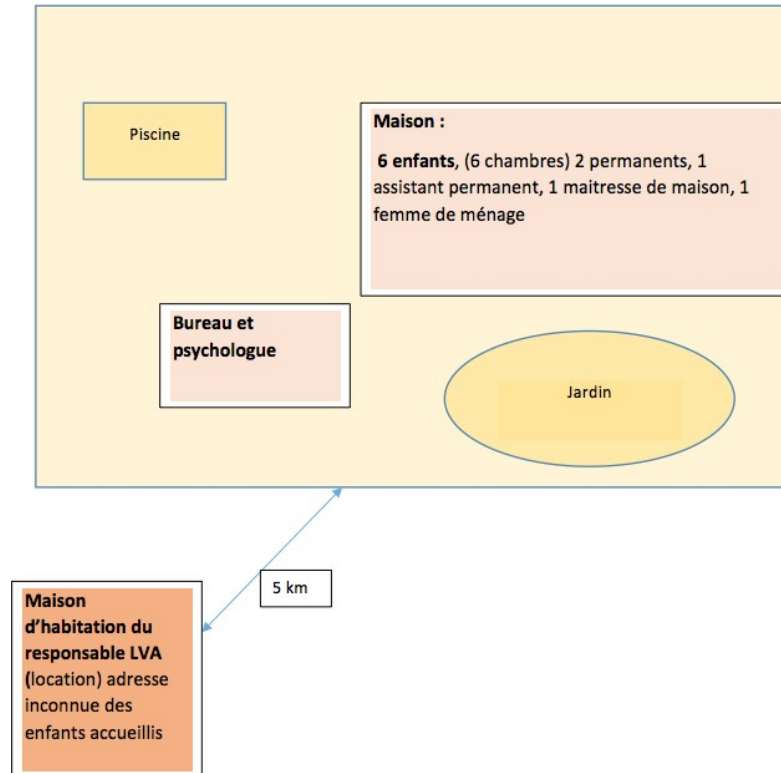 Piscine
Maison :
6 enfants, (6 chambres) 2 permanents, 1
assistant permanent, 1 maitresse de maison, 1
femme de ménage
Bureau et
psychologue
Jardin
5 km
Maison
d’habitation du
responsable LVA
(location) adresse
inconnue des
enfants accueillis